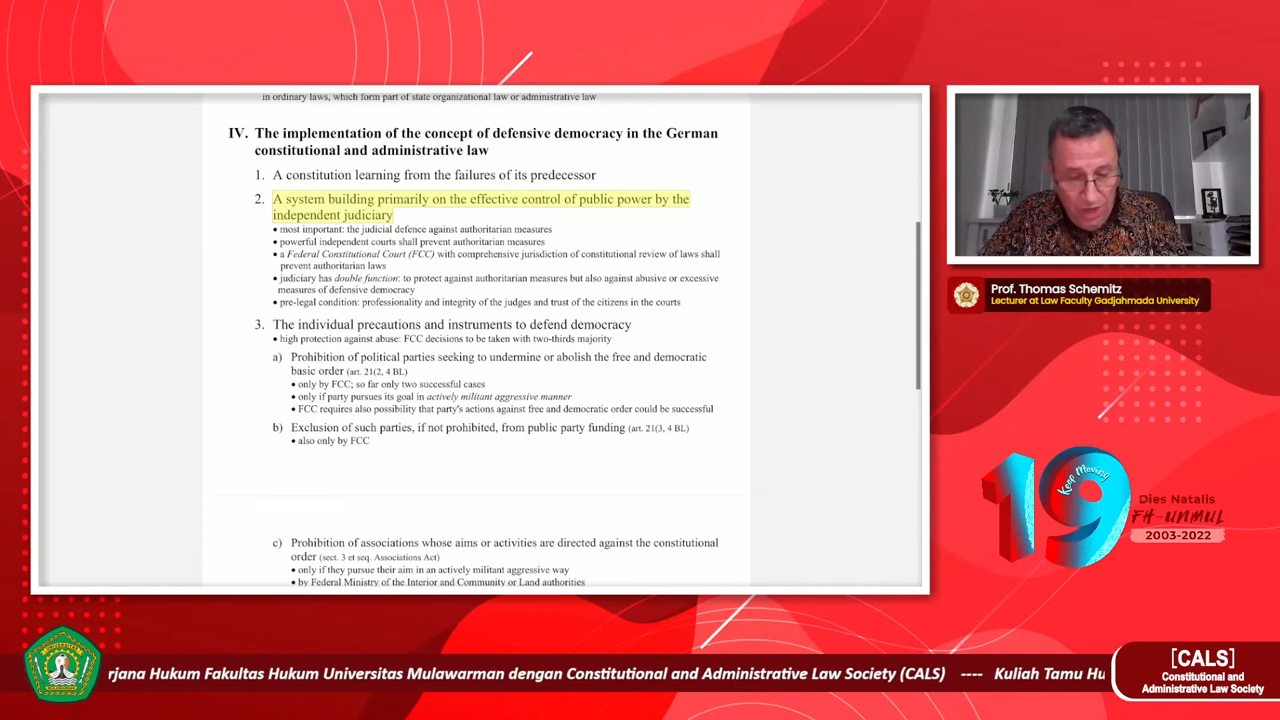 in ordinary laws, which form part of state organizational law or administrative law
IV. The implementation of the concept of defensive democracy in the German
constitutional and administrative law
1. A constitution learning from the failures of its predecessor
2. A system building primarily on the effective control of public power by the
independent judiciary
• most important: the judicial defence against authoritarian measures
• powerful independent courts shall prevent authoritarian measures
• a Federal Constitutional Court (FCC) with comprehensive jurisdiction of constitutional review of laws shall
prevent authoritarian laws
• judiciary has double function: to protect against authoritarian measures but also against abusive or excessive
measures of defensive democracy
• pre-legal condition: professionality and integrity of the judges and trust of the citizens in the courts
3. The individual precautions and instruments to defend democracy
• high protection against abuse: FCC decisions to be taken with two-thirds majority
a) Prohibition of political parties seeking to undermine or abolish the free and democratic
basic order (art. 21(2, 4 BL)
• only by FCC; so far only two successful cases
• only if party pursues its goal in actively militant aggressive manner
• FCC requires also possibility that party's actions against free and democratic order could be successful
b) Exclusion of such parties, if not prohibited, from public party funding (art. 21(3, 4 BL)
• also only by FCC
c) Prohibition of associations whose aims or activities are directed against the constitutional
order (sect. 3 et seq. Associations Act)
• only if they pursue their aim in an actively militant aggressive way
• by Federal Ministry of the Interior and Community or Land authorities
Prof. Thomas Schemitz
Lecturer at Law Faculty Gadjahmada University
19
Keep Moving
Dies Natalis
FH-UNMUL
2003-2022
rjana Hukum Fakultas Hukum Universitas Mulawarman dengan Constitutional and Administrative Law Society (CALS) ---- Kuliah Tamu Hu
[CALS]
Constitutional and
Administrative Law Society